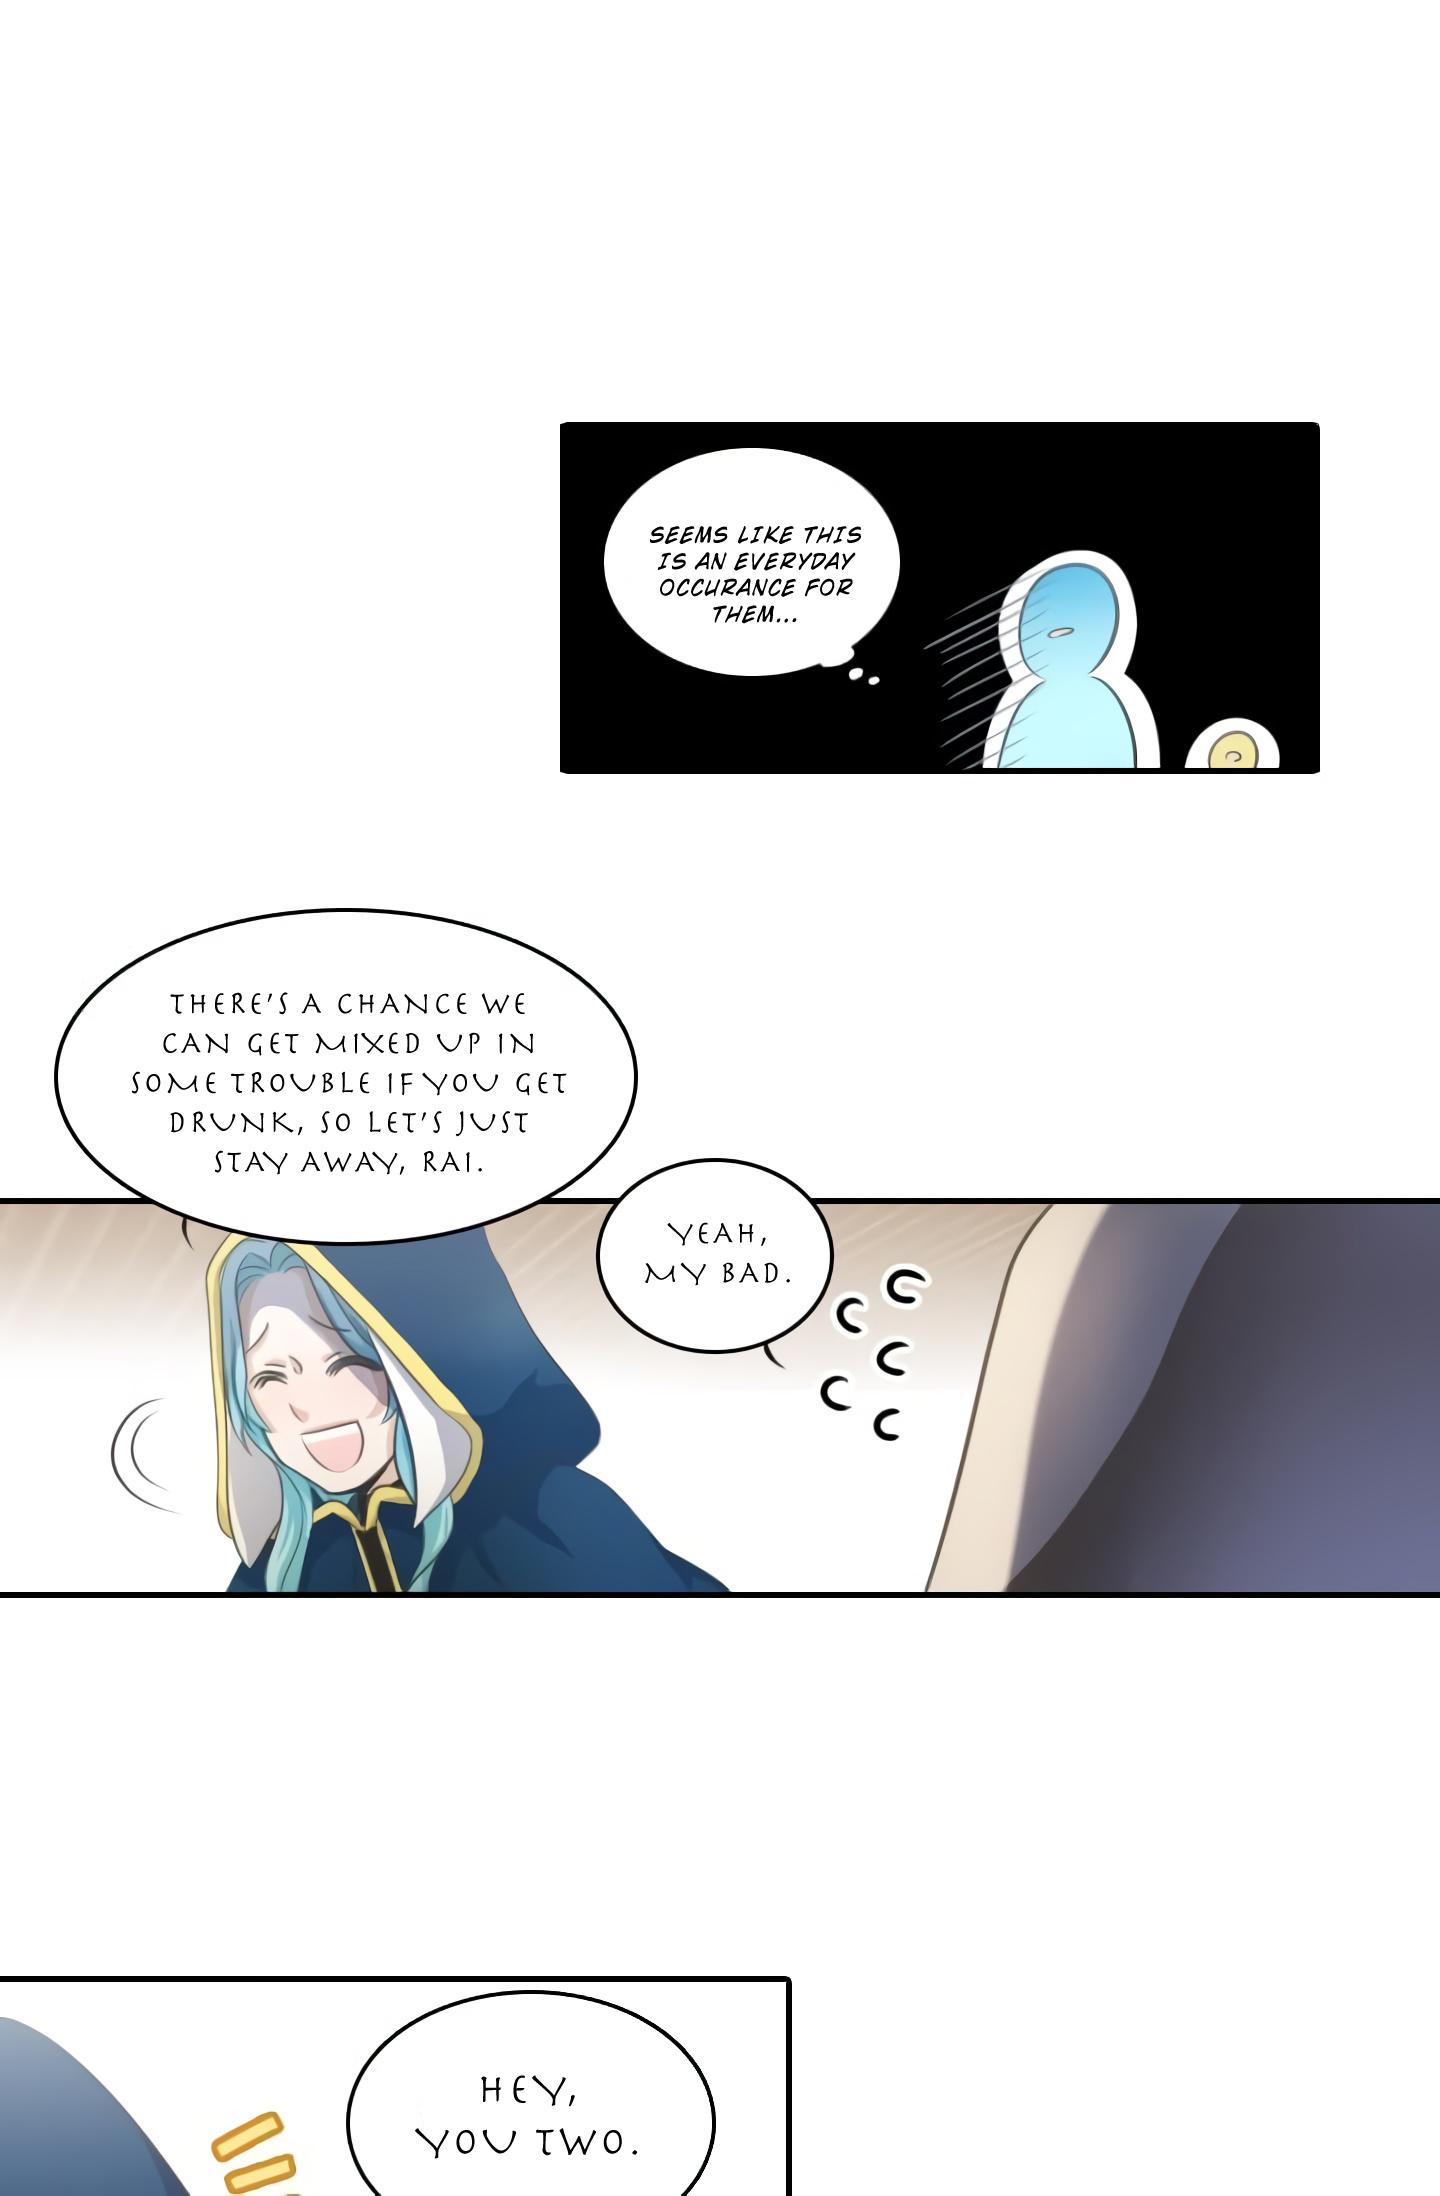 SEEMS LIKE THIS
IS AN EVERYDAY
OCCURANCE FOR
THEM...
THERE'S A CHANCE WE
CAN GET MIXED UP IN
SOME TROUBLE IF YOU GET
DRUNK, SO LET'S JUST
STAY AWAY, RAI.
YEAH,
MY BAD.
HEY,
YOU TWO.